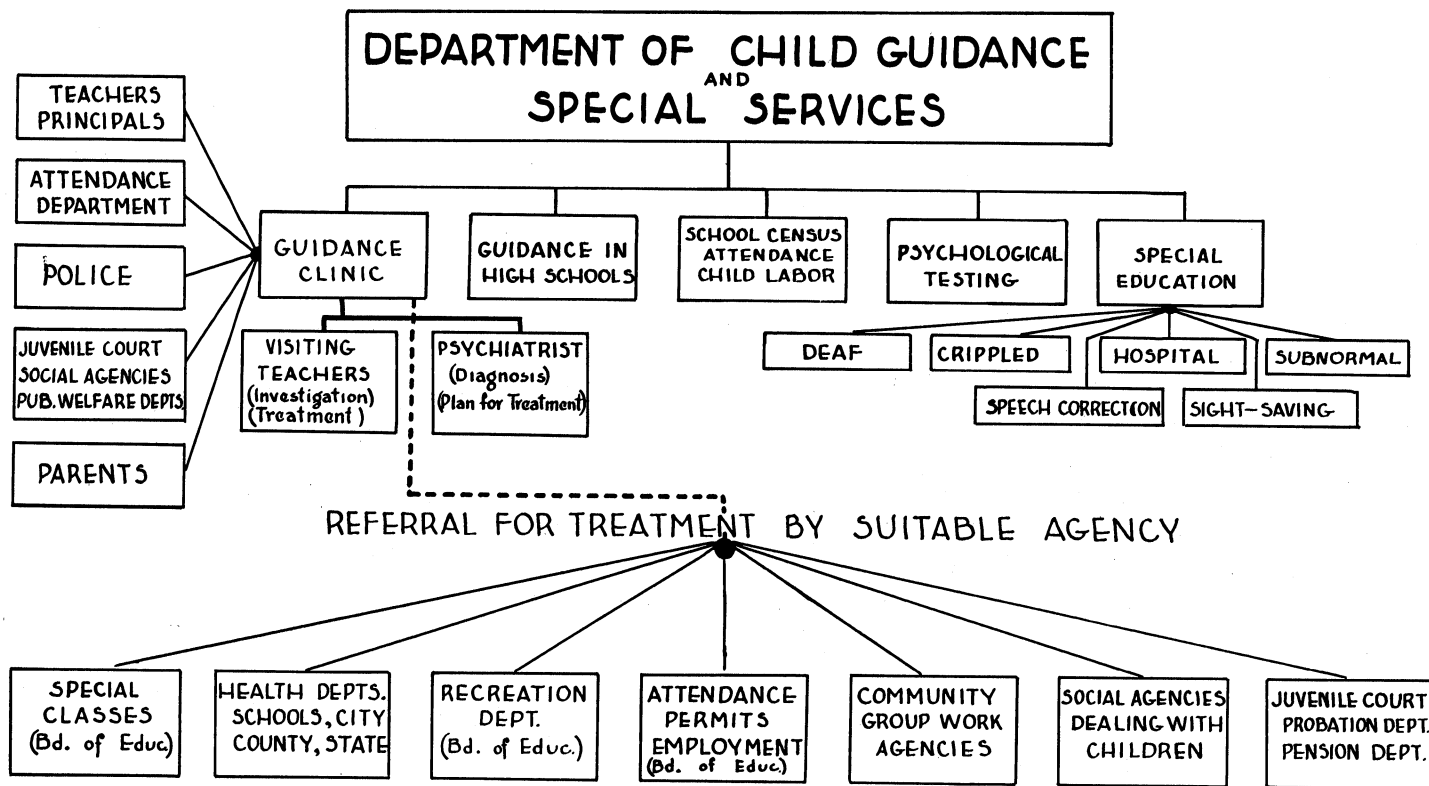 DEPARTMENT OF CHILD GUIDANCE
AND
SPECIAL SERVICES
TEACHERS
PRINCIPALS
ATTENDANCE
DEPARTMENT
POLICE
JUVENILE COURT
SOCIAL AGENCIES
PUB. WELFARE DEPTS.
PARENTS
GUIDANCE
CLINIC
GUIDANCE IN
HIGH SCHOOLS
SCHOOL CENSUS
ATTENDANCE
CHILD LABOR
PSYCHOLOGICAL
TESTING
SPECIAL
EDUCATION
VISITING
TEACHERS
(Investigation)
(Treatment)
PSYCHIATRIST
(Diagnosis)
(Plan for Treatment)
DEAF
CRIPPLED
HOSPITAL
SUBNORMAL
SPEECH CORRECTION
SIGHT-SAVING
REFERRAL FOR TREATMENT BY SUITABLE AGENCY
SPECIAL
CLASSES
(Bd. of Educ.)
HEALTH DEPTS.
SCHOOLS, CITY
COUNTY, STATE
RECREATION
DEPT.
(Bd. of Educ.)
ATTENDANCE
PERMITS
EMPLOYMENT
(Bd. of Educ.)
COMMUNITY
GROUP WORK
AGENCIES
SOCIAL AGENCIES
DEALING WITH
CHILDREN
JUVENILE COURT
PROBATION DEPT.
PENSION DEPT.